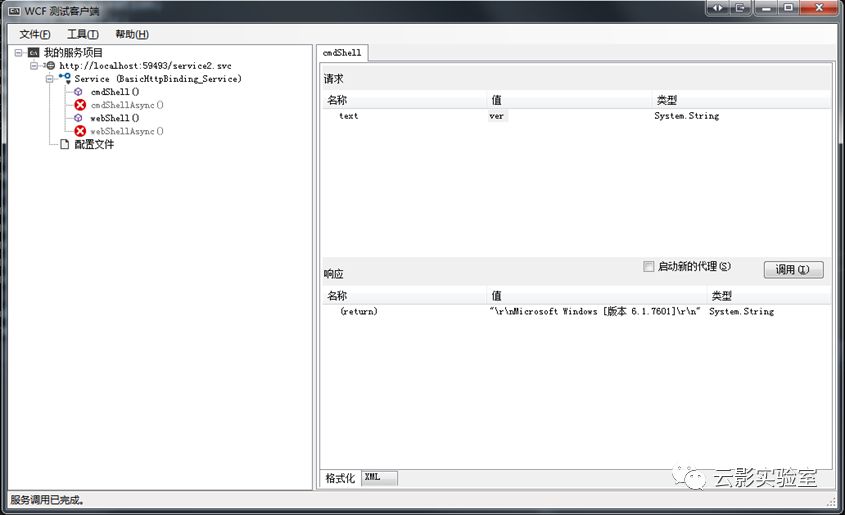 WCF 测试客户端
文件(F) 工具(T) 帮助(H)
我的服务项目
http://localhost:59493/service2.svc
Service (BasicHttpBinding_Service)
cmdShell()
cmdShellAsync()
webShell()
webShellAsync()
配置文件
cmdShell
请求
名称 值 类型
text ver System.String
响应
启动新的代理(S) 调用(I)
名称 值 类型
(return) "\r\nMicrosoft Windows [版本 6.1.7601]\r\n" System.String
格式化 XML
云影实验室
服务调用已完成。